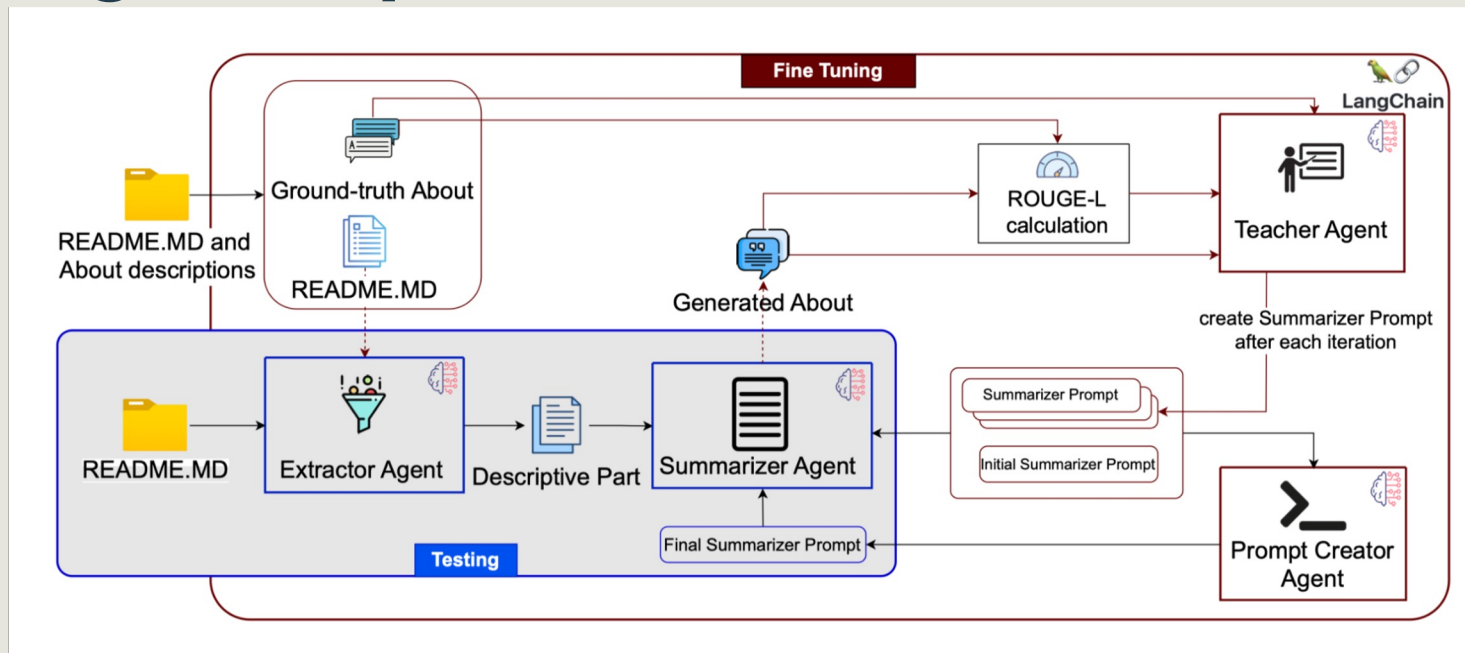 Fine Tuning
LangChain
Ground-truth About
README.MD and
About descriptions
README.MD
ROUGE-L
calculation
Teacher Agent
Generated About
create Summarizer Prompt
after each iteration
README.MD
Extractor Agent
Descriptive Part
Summarizer Agent
Summarizer Prompt
Initial Summarizer Prompt
Final Summarizer Prompt
Prompt Creator
Agent
Testing